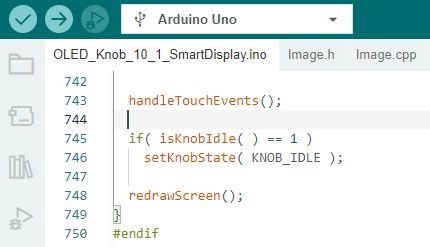 Arduino Uno
OLED_Knob_10_1_SmartDisplay.ino Image.h Image.cpp
742
743 handleTouchEvents();
744
745 if( isKnobIdle( ) == 1 )
746 setKnobState( KNOB_IDLE );
747
748 redrawScreen();
749 }
750 #endif